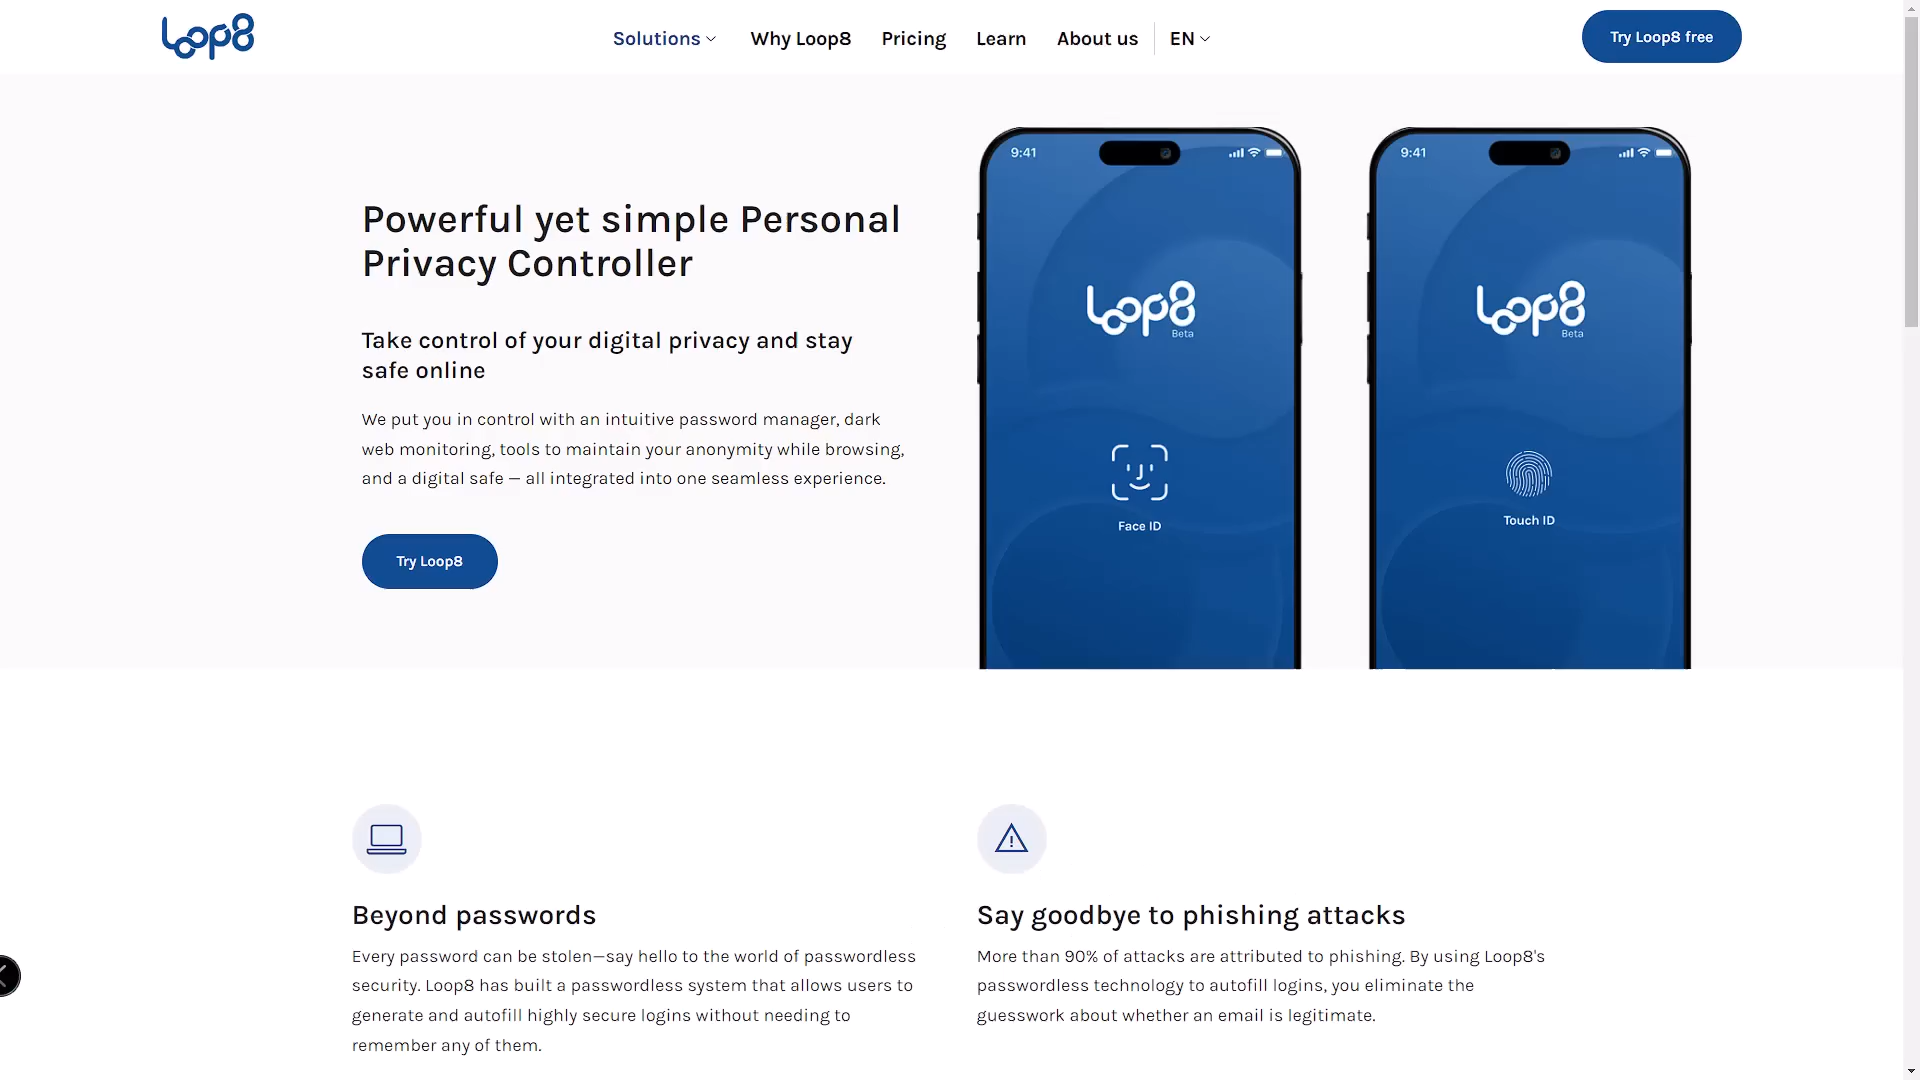 Loop8
Solutions
Why Loop8
Pricing
Learn
About us
EN
Try Loop8 free
Powerful yet simple Personal
Privacy Controller
Take control of your digital privacy and stay
safe online
We put you in control with an intuitive password manager, dark
web monitoring, tools to maintain your anonymity while browsing,
and a digital safe — all integrated into one seamless experience.
Try Loop8
9:41
Loop8
Beta
Face ID
9:41
Loop8
Beta
Touch ID
Beyond passwords
Every password can be stolen—say hello to the world of passwordless
security. Loop8 has built a passwordless system that allows users to
generate and autofill highly secure logins without needing to
remember any of them.
Say goodbye to phishing attacks
More than 90% of attacks are attributed to phishing. By using Loop8's
passwordless technology to autofill logins, you eliminate the
guesswork about whether an email is legitimate.